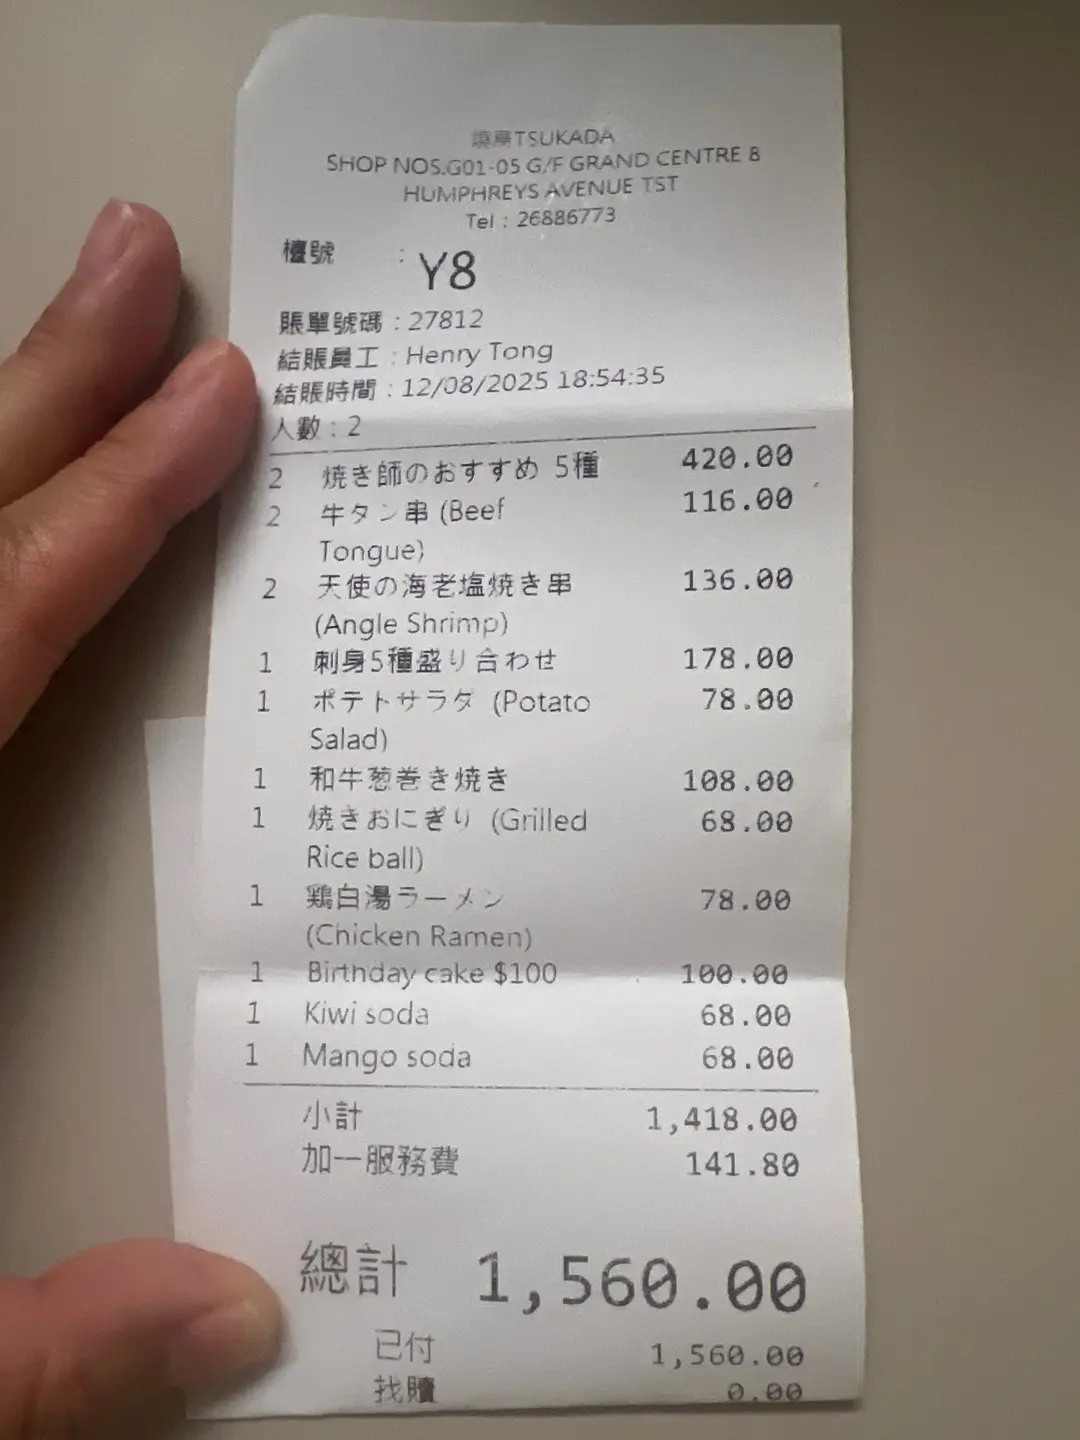 燒鳥TSUKADA
SHOP NOS.G01-05 G/F GRAND CENTRE 8
HUMPHREYS AVENUE TST
Tel : 26886773
檯號 : Y8
賬單號碼 : 27812
結賬員工 : Henry Tong
結賬時間 : 12/08/2025 18:54:35
人數 : 2
2 焼き師のおすすめ 5種 420.00
2 牛タン串 (Beef 116.00
Tongue)
2 天使の海老塩焼き串 136.00
(Angle Shrimp)
1 刺身5種盛り合わせ 178.00
1 ポテトサラダ (Potato 78.00
Salad)
1 和牛葱巻き焼き 108.00
1 焼きおにぎり (Grilled 68.00
Rice ball)
1 鶏白湯ラーメン 78.00
(Chicken Ramen)
1 Birthday cake $100 100.00
1 Kiwi soda 68.00
1 Mango soda 68.00
小計 1,418.00
加一服務費 141.80
總計 1,560.00
已付 1,560.00
找贖 0.00